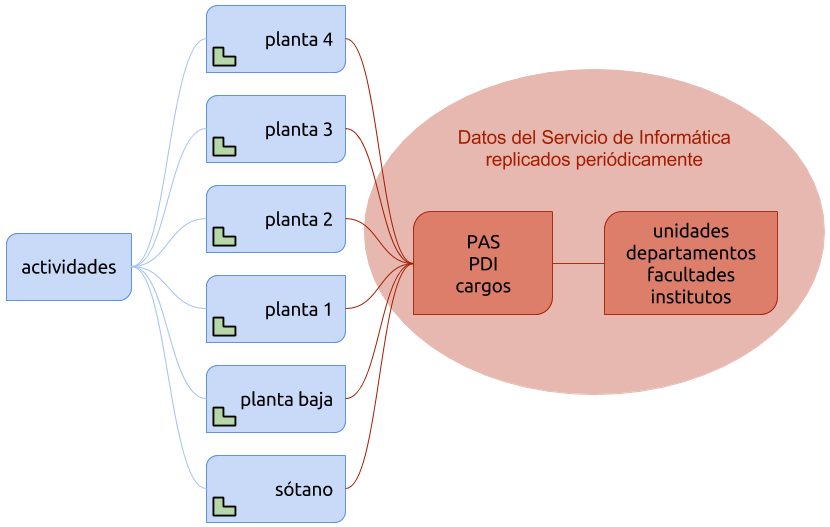 planta 4
planta 3
planta 2
planta 1
planta baja
sótano
actividades
Datos del Servicio de Informática
replicados periódicamente
PAS
PDI
cargos
unidades
departamentos
facultades
institutos